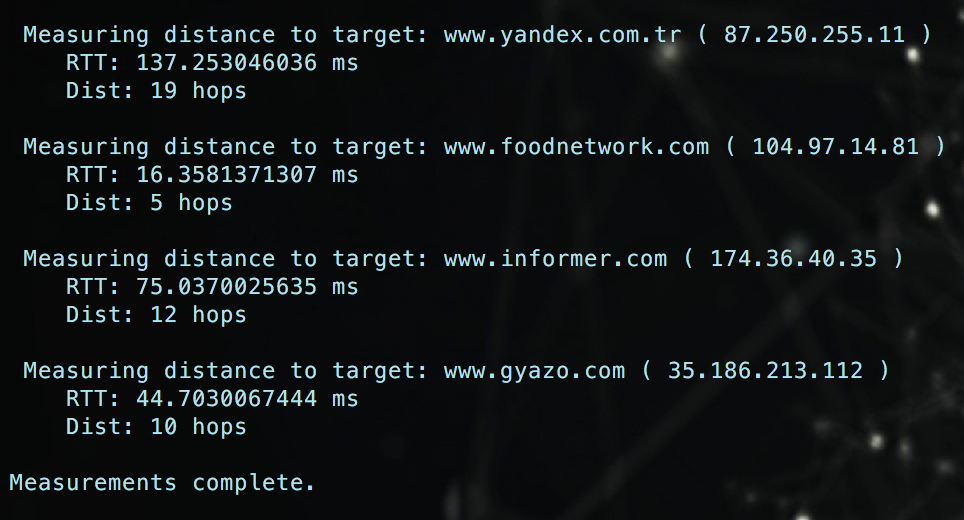 Measuring distance to target: www.yandex.com.tr ( 87.250.255.11 )
RTT: 137.253046036 ms
Dist: 19 hops
Measuring distance to target: www.foodnetwork.com ( 104.97.14.81 )
RTT: 16.3581371307 ms
Dist: 5 hops
Measuring distance to target: www.informer.com ( 174.36.40.35 )
RTT: 75.0370025635 ms
Dist: 12 hops
Measuring distance to target: www.gyazo.com ( 35.186.213.112 )
RTT: 44.7030067444 ms
Dist: 10 hops
Measurements complete.